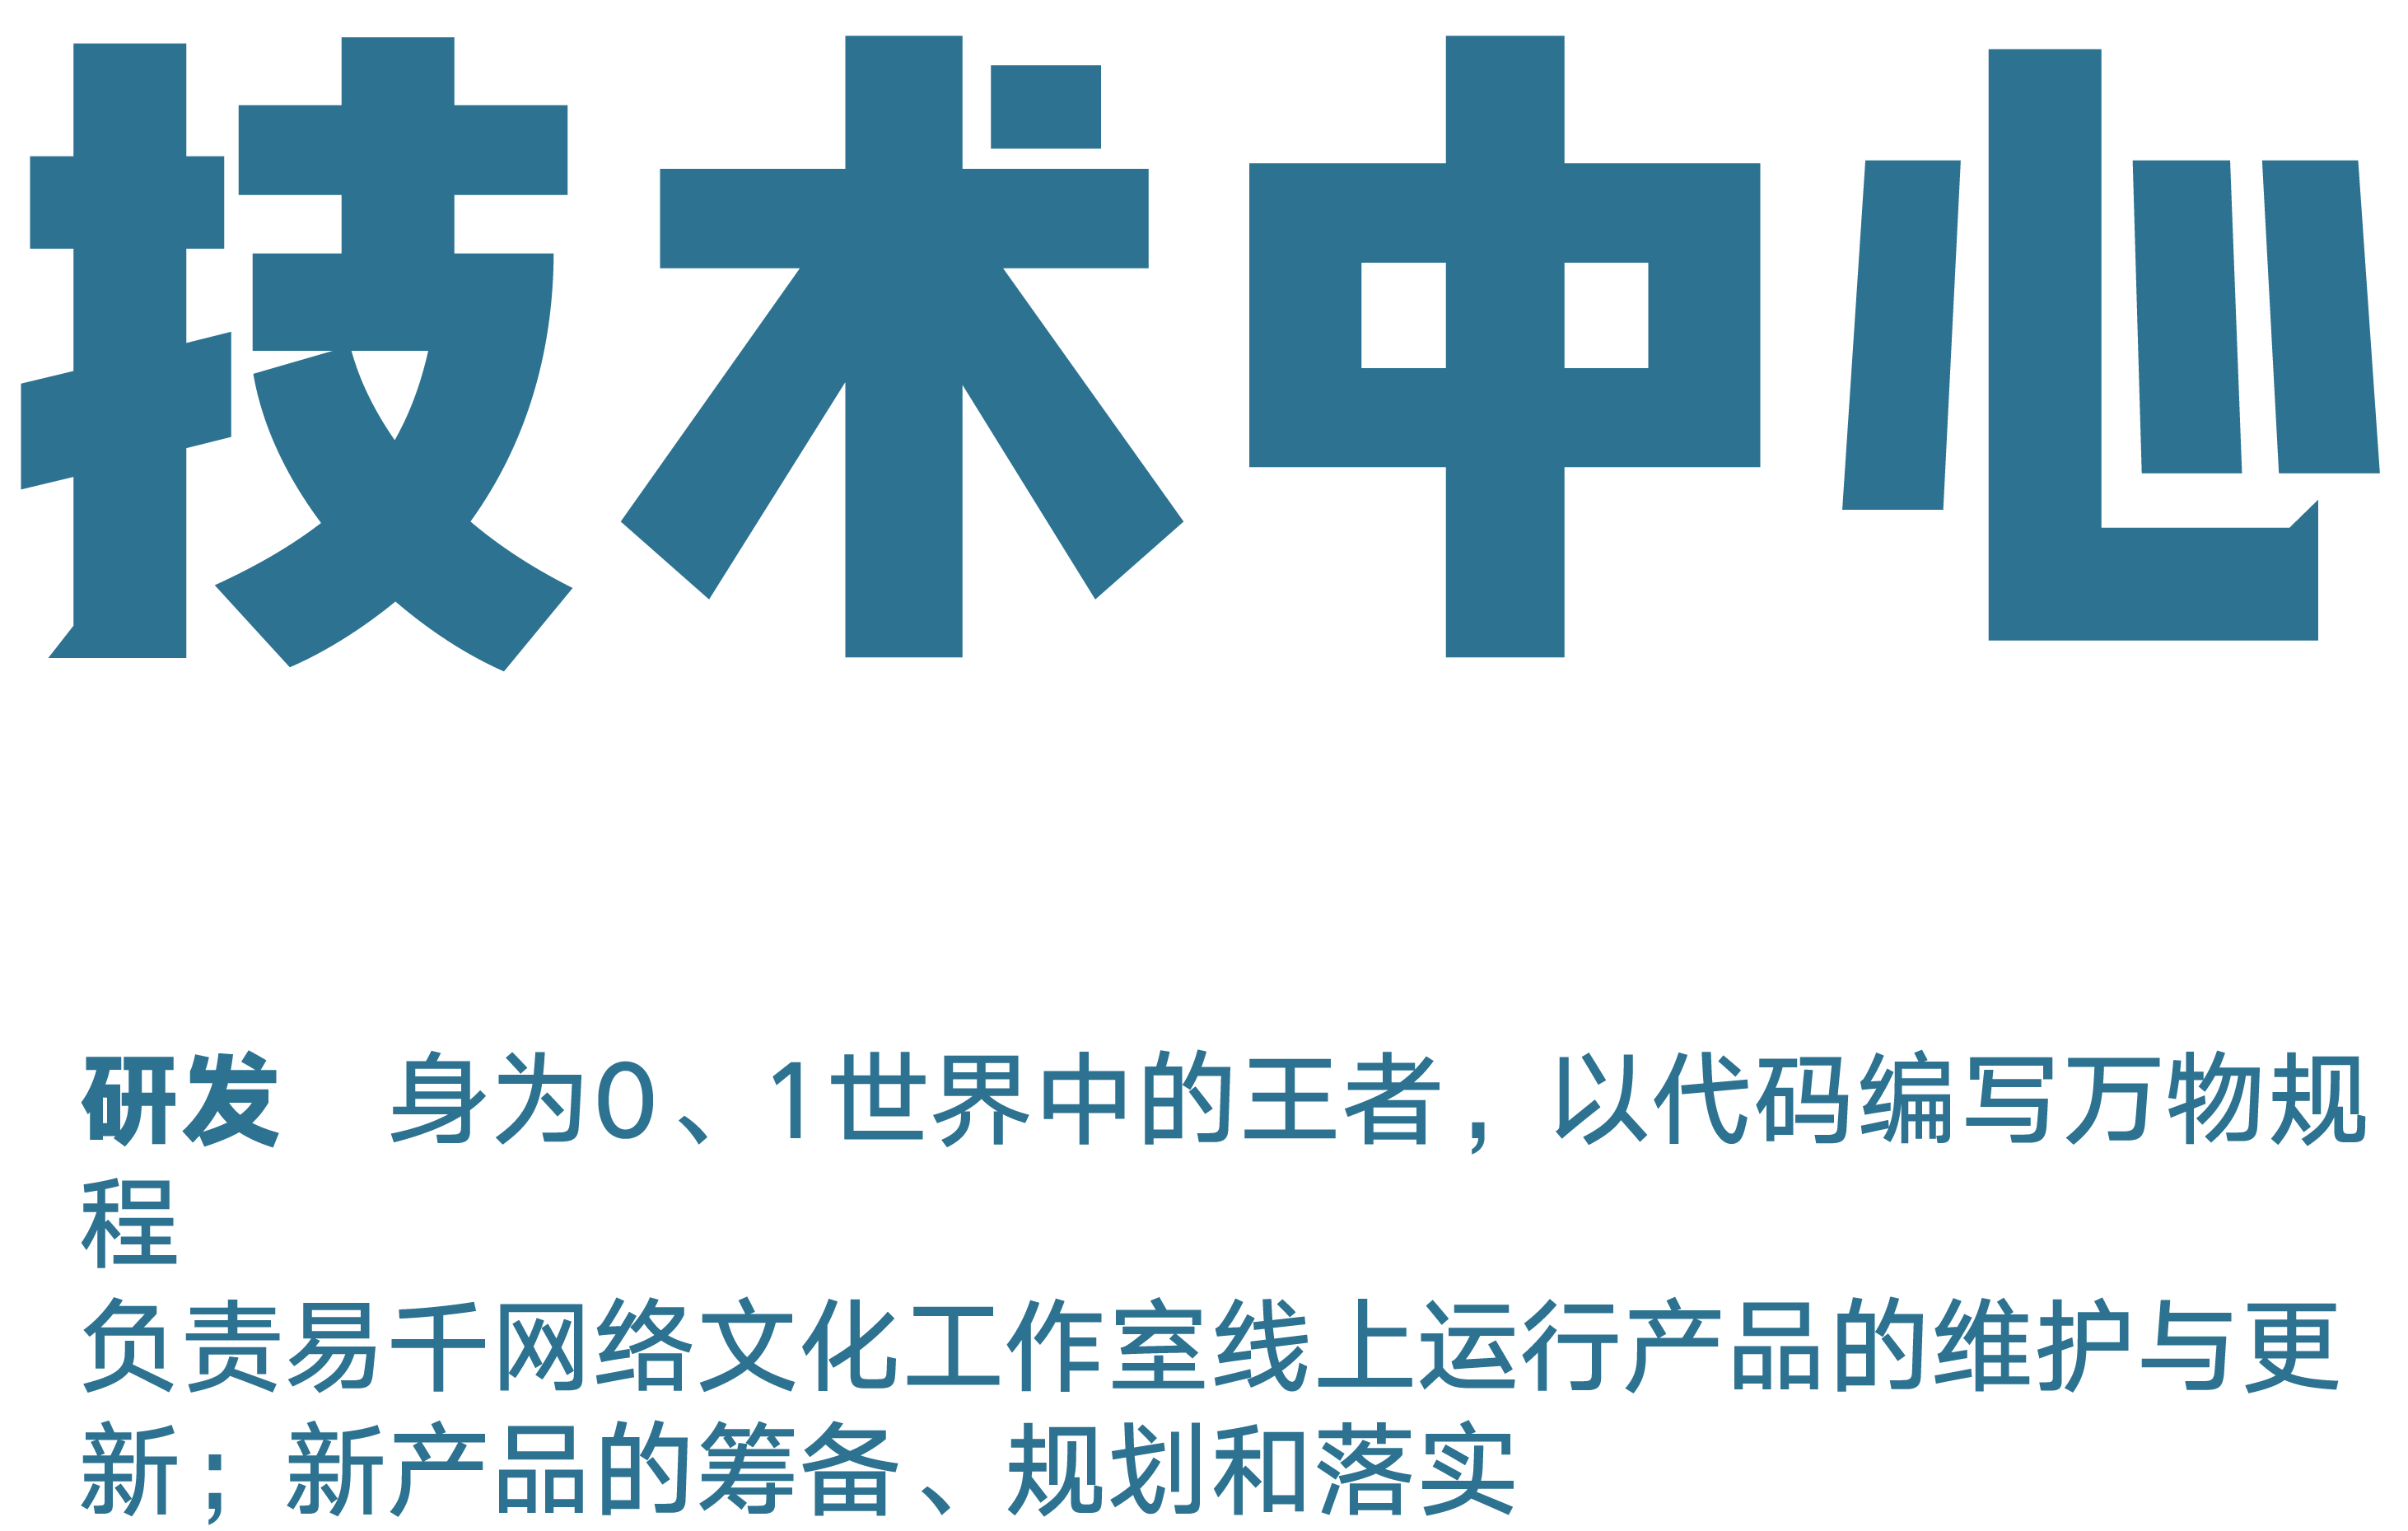 技术中心
研发 身为0、1世界中的王者，以代码编写万物规
程
负责景千网络文化工作室线上运行产品的维护与更
新；新产品的筹备、规划和落实